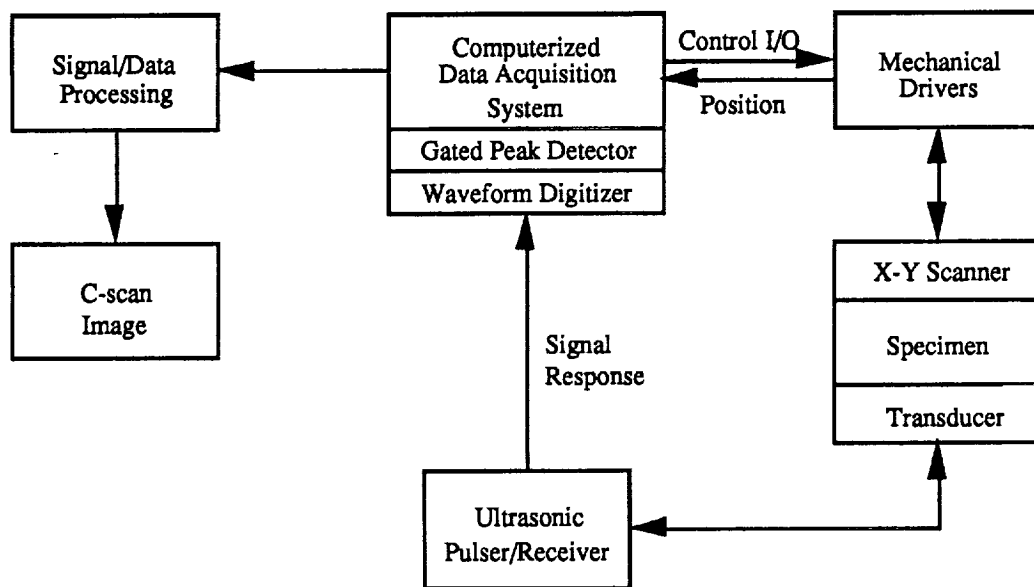 Signal/Data
Processing
Computerized
Data Acquisition
System
Gated Peak Detector
Waveform Digitizer
Control I/O
Position
Mechanical
Drivers
C-scan
Image
Signal
Response
X-Y Scanner
Specimen
Transducer
Ultrasonic
Pulser/Receiver